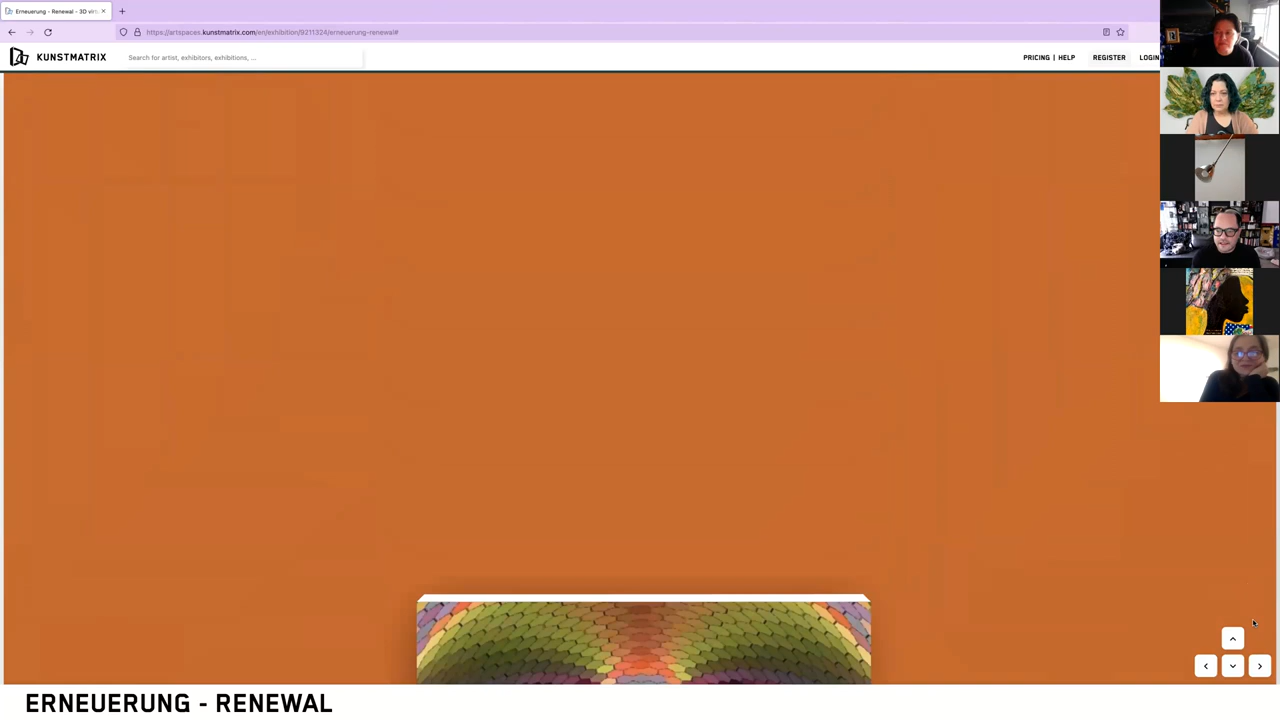 Erneuerung - Renewal - 3D virt
https://artspaces.kunstmatrix.com/en/exhibition/9211324/erneuerung-renewal#
KUNSTMATRIX
Search for artist, exhibitors, exhibitions, ...
PRICING | HELP
REGISTER
LOGIN
ERNEUERUNG - RENEWAL